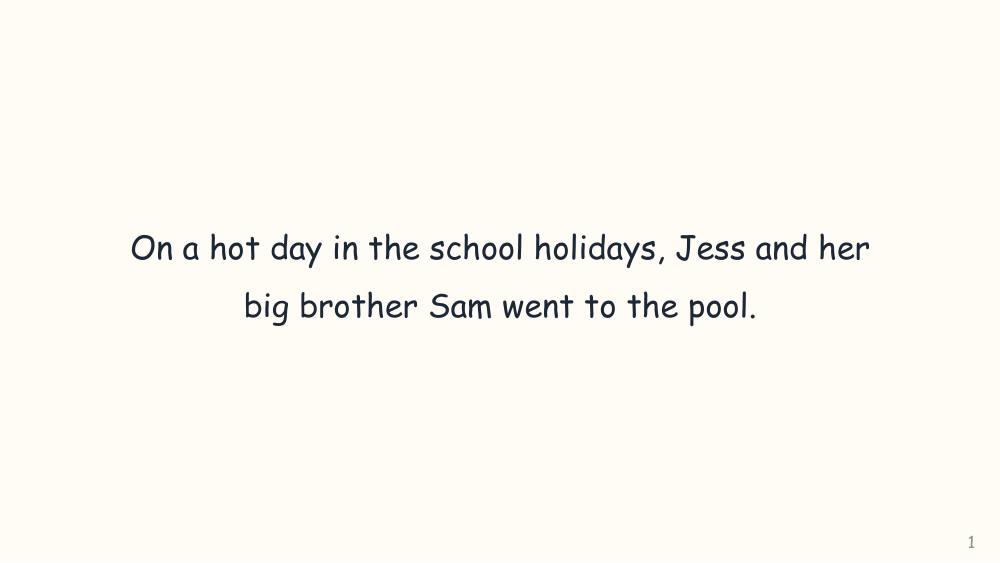 On a hot day in the school holidays, Jess and her
big brother Sam went to the pool.
1